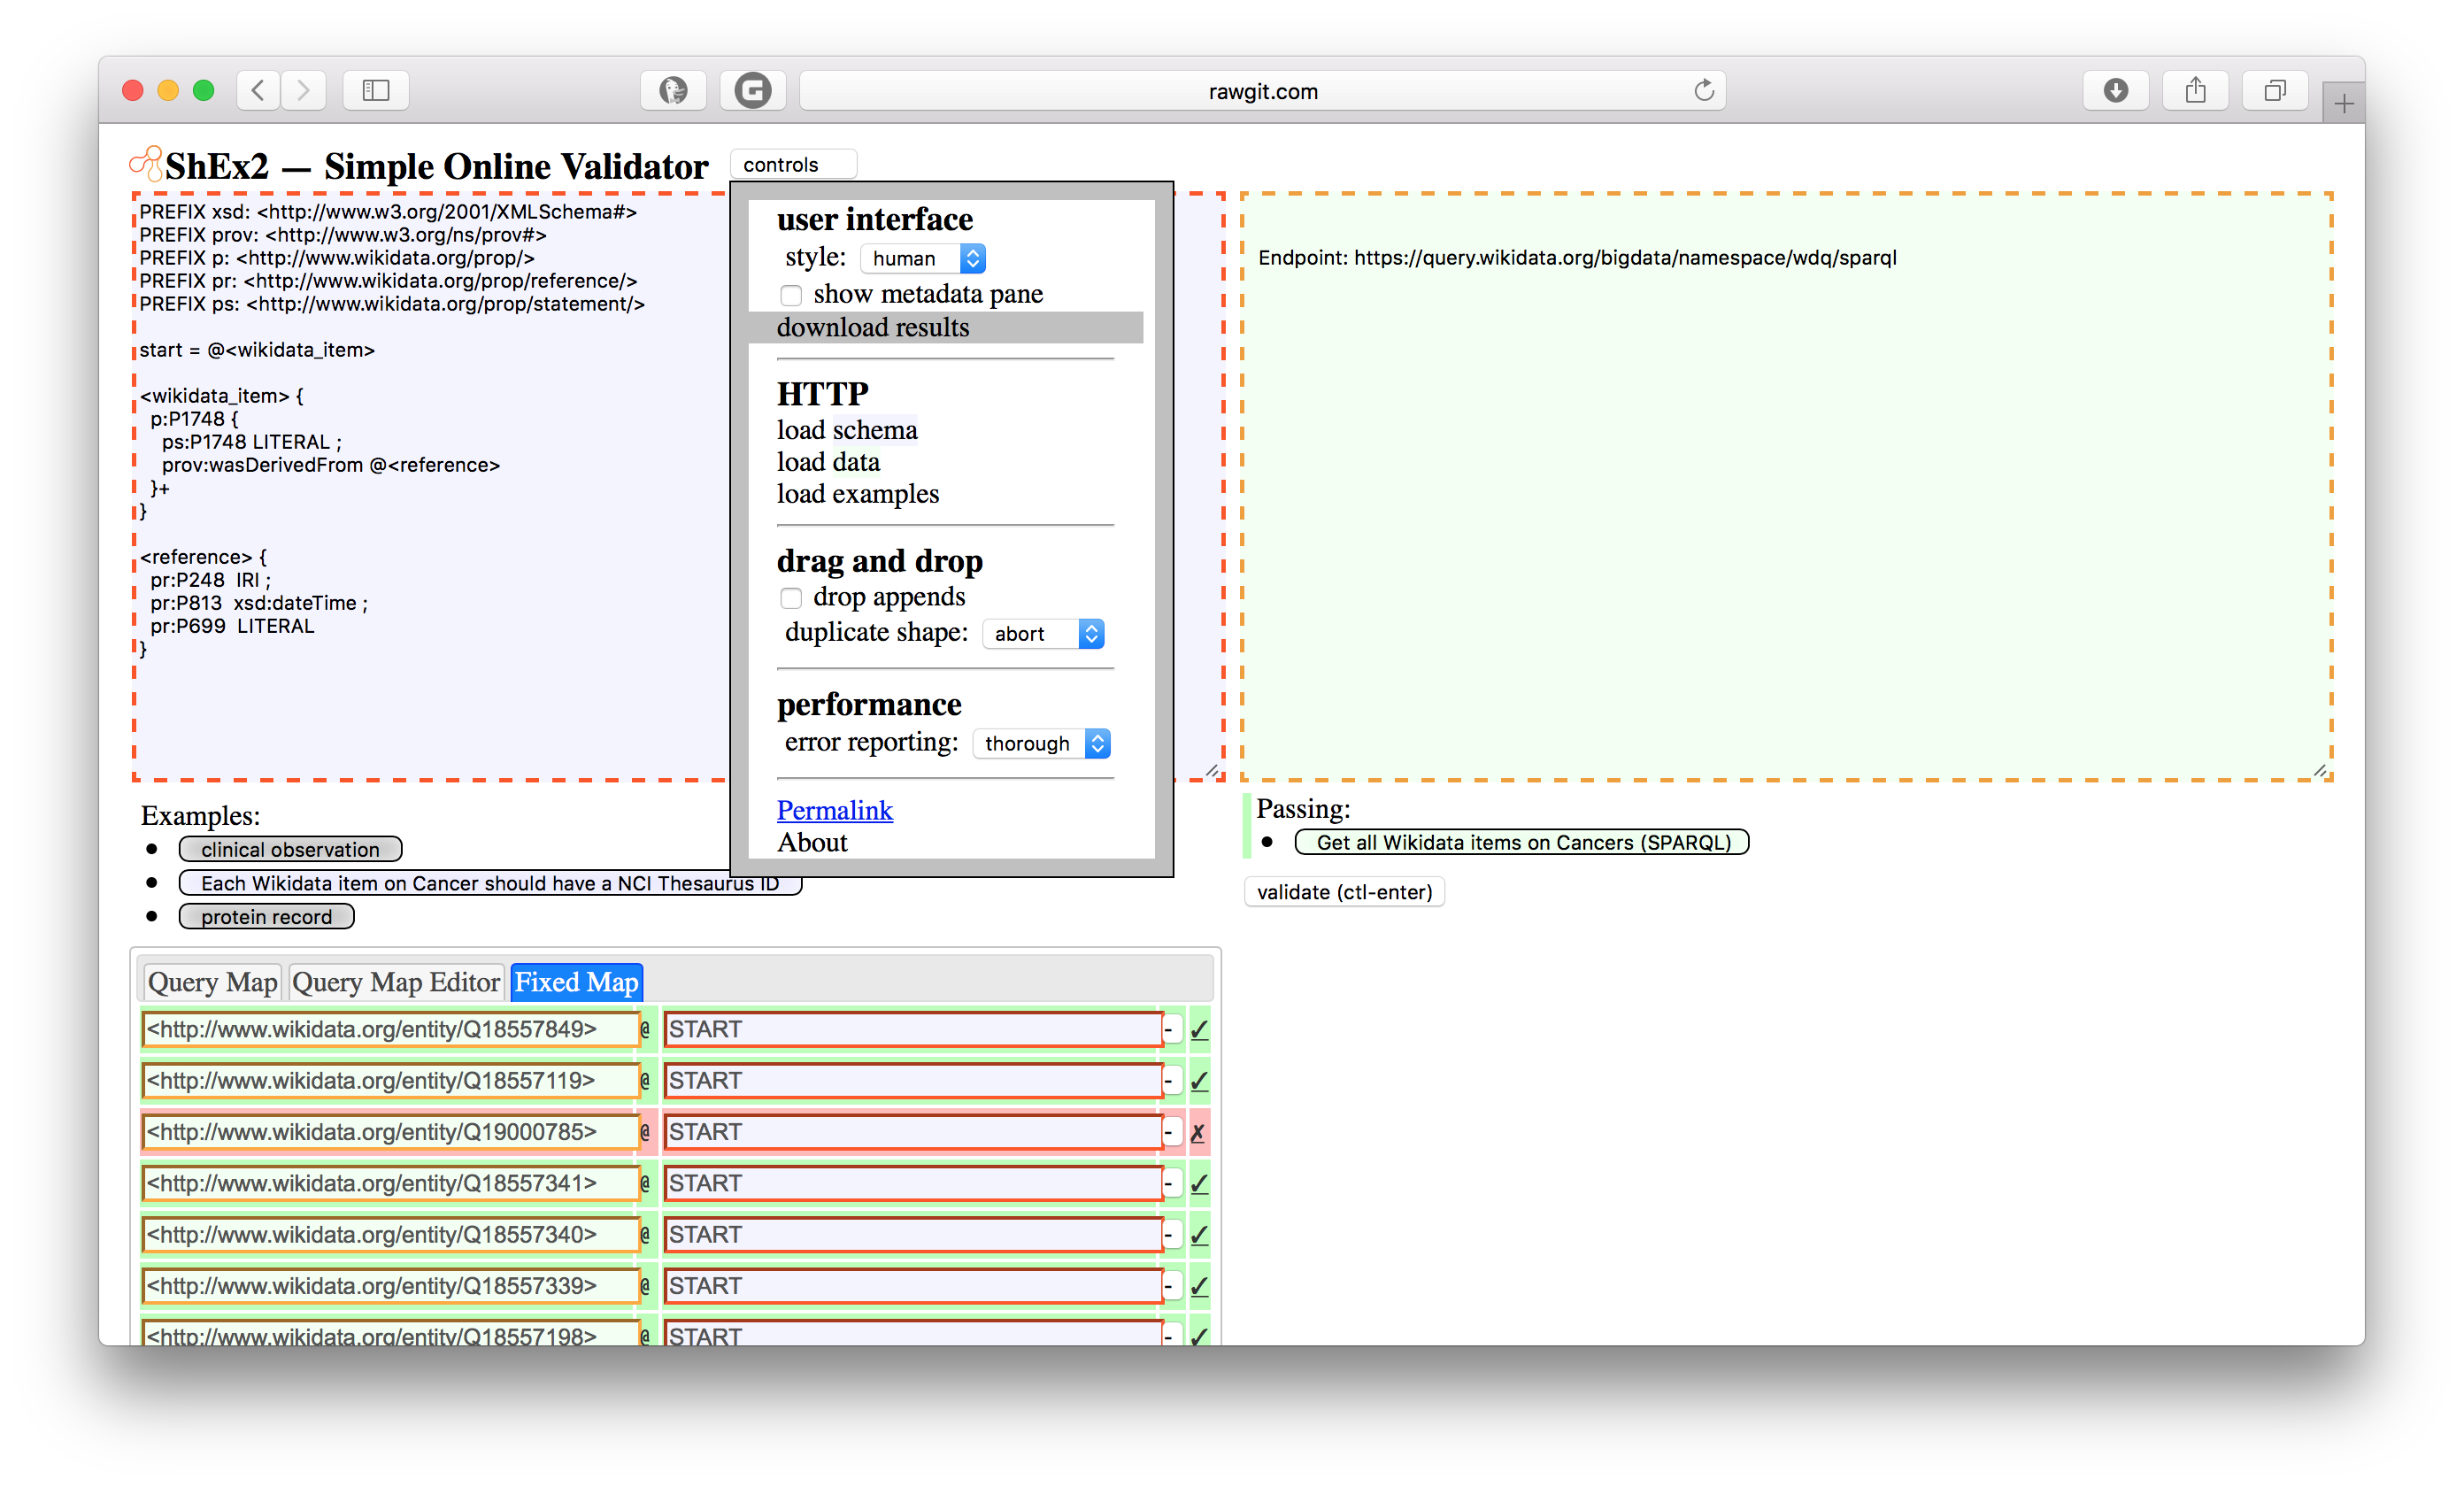 rawgit.com
ShEx2 — Simple Online Validator
controls
PREFIX xsd: <http://www.w3.org/2001/XMLSchema#>
PREFIX prov: <http://www.w3.org/ns/prov#>
PREFIX p: <http://www.wikidata.org/prop/>
PREFIX pr: <http://www.wikidata.org/prop/reference/>
PREFIX ps: <http://www.wikidata.org/prop/statement/>
start = @<wikidata_item>
<wikidata_item> {
p:P1748 {
ps:P1748 LITERAL ;
prov:wasDerivedFrom @<reference>
}+
}
<reference> {
pr:P248 IRI ;
pr:P813 xsd:dateTime ;
pr:P699 LITERAL
}
user interface
style: human
show metadata pane
download results
HTTP
load schema
load data
load examples
drag and drop
drop appends
duplicate shape: abort
performance
error reporting: thorough
Permalink
About
Endpoint: https://query.wikidata.org/bigdata/namespace/wdq/sparql
Examples:
clinical observation
Each Wikidata item on Cancer should have a NCI Thesaurus ID
protein record
Passing:
Get all Wikidata items on Cancers (SPARQL)
validate (ctl-enter)
Query Map Query Map Editor Fixed Map
<http://www.wikidata.org/entity/Q18557849> @ START - ✓
<http://www.wikidata.org/entity/Q18557119> @ START - ✓
<http://www.wikidata.org/entity/Q19000785> @ START - ✗
<http://www.wikidata.org/entity/Q18557341> @ START - ✓
<http://www.wikidata.org/entity/Q18557340> @ START - ✓
<http://www.wikidata.org/entity/Q18557339> @ START - ✓
<http://www.wikidata.org/entity/Q18557198> @ START - ✓